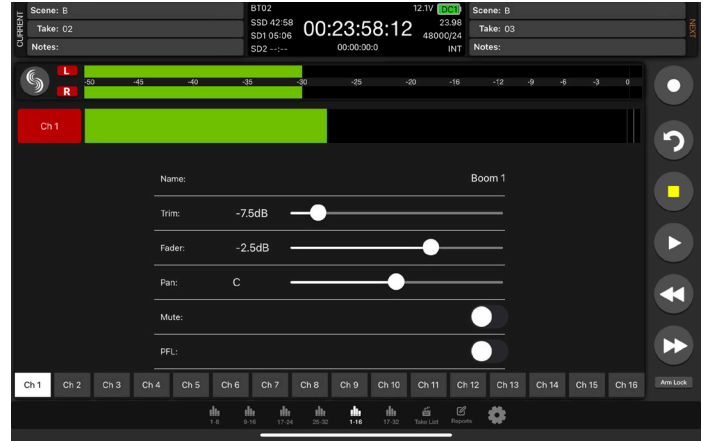 CURRENT
Scene: B
Take: 02
Notes:
BT02
12.1V DC1
SSD 42:58
SD1 05:06
SD2 --:--
00:23:58:12
00:00:00:0
23.98
48000/24
INT
Scene: B
Take: 03
Notes:
NEXT
L
R
-50 -45 -40 -35 -30 -25 -20 -16 -12 -9 -6 -3 0
Ch 1
Name: Boom 1
Trim: -7.5dB
Fader: -2.5dB
Pan: C
Mute:
PFL:
Ch 1 Ch 2 Ch 3 Ch 4 Ch 5 Ch 6 Ch 7 Ch 8 Ch 9 Ch 10 Ch 11 Ch 12 Ch 13 Ch 14 Ch 15 Ch 16
Arm Lock
1-8 9-16 17-24 25-32 1-16 17-32 Take List Reports